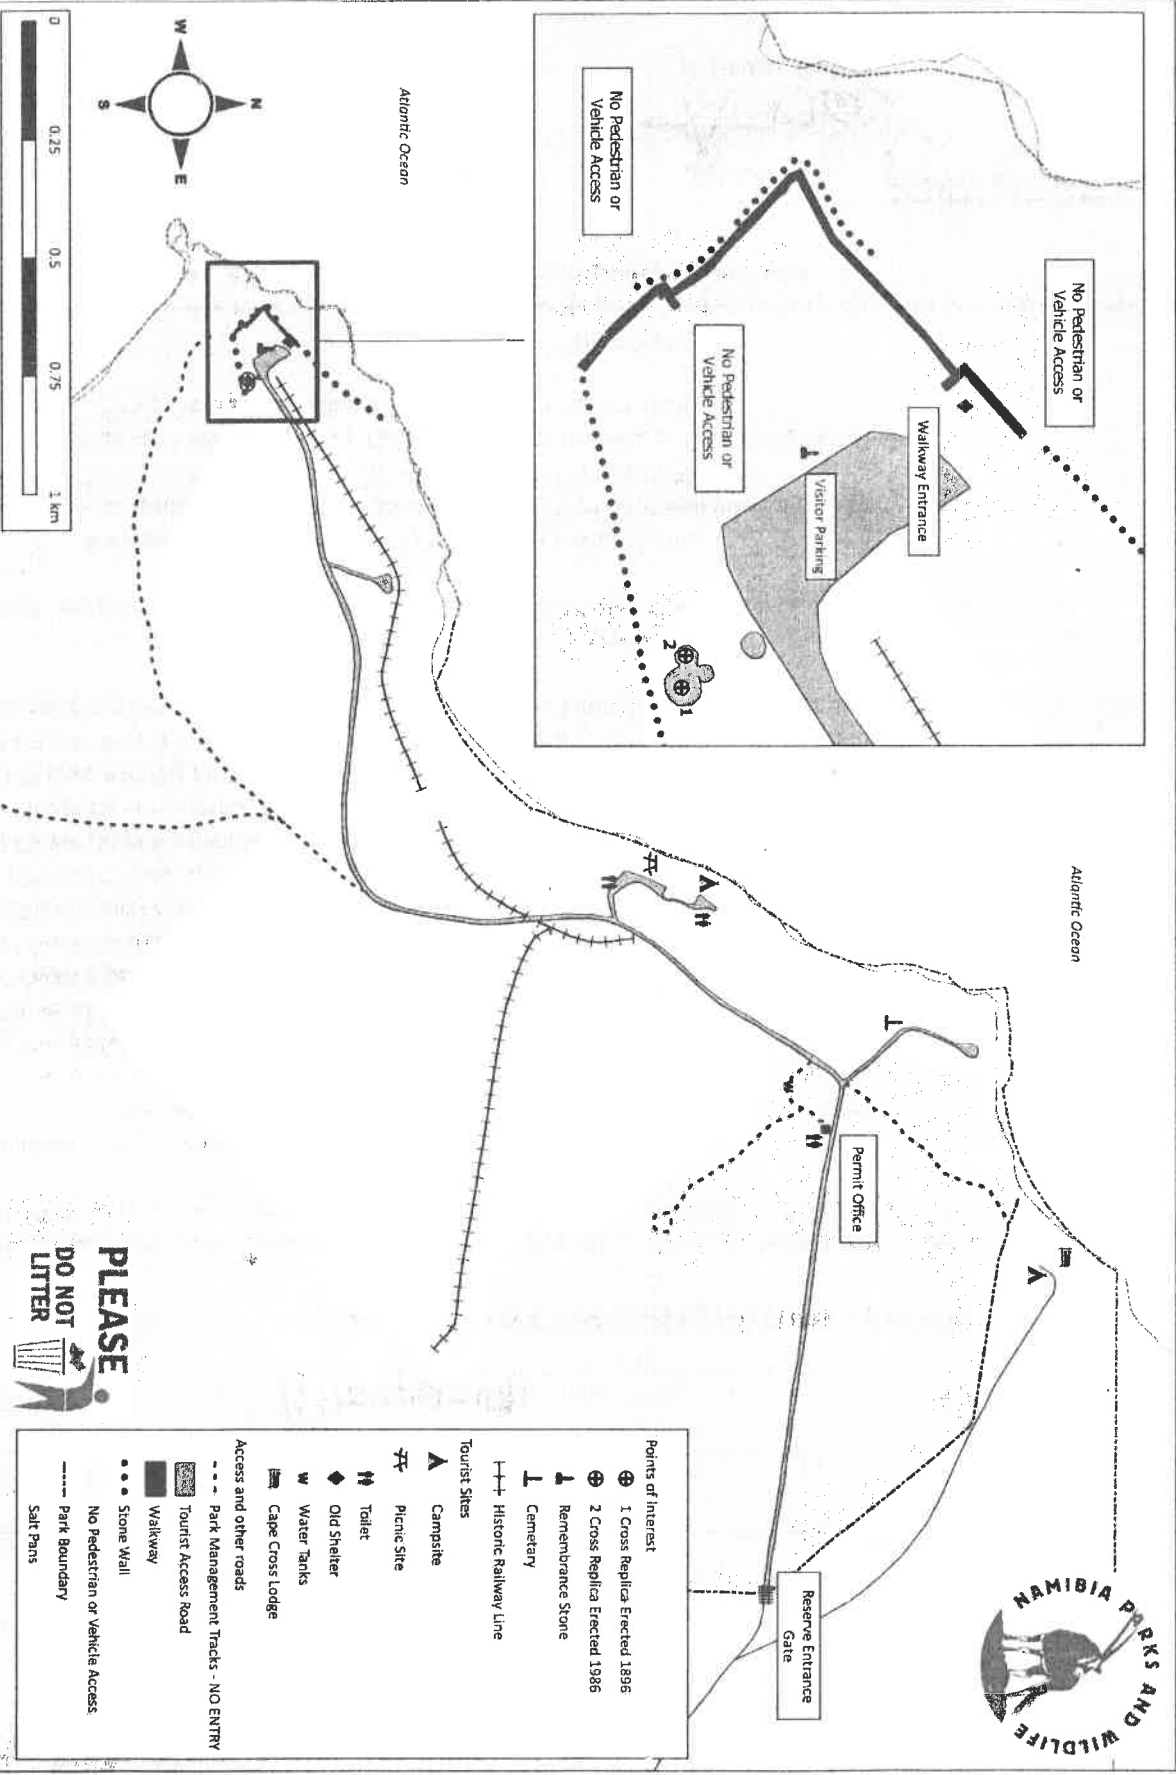 Atlantic Ocean
W
N
S
E
0
0.25
0.5
0.75
1 km
No Pedestrian or
Vehicle Access
No Pedestrian or
Vehicle Access
No Pedestrian or
Vehicle Access
Walkway Entrance
Visitor Parking
2
1
Atlantic Ocean
W
Permit Office
Reserve Entrance
Gate
NAMIBIA PARKS AND WILDLIFE
PLEASE
DO NOT
LITTER
Points of Interest
1 Cross Replica Erected 1896
2 Cross Replica Erected 1986
Remembrance Stone
Cemetary
Historic Railway Line
Tourist Sites
Campsite
Picnic Site
Toilet
Old Shelter
W Water Tanks
Cape Cross Lodge
Access and other roads
Park Management Tracks - NO ENTRY
Tourist Access Road
Walkway
Stone Wall
No Pedestrian or Vehicle Access
Park Boundary
Salt Pans